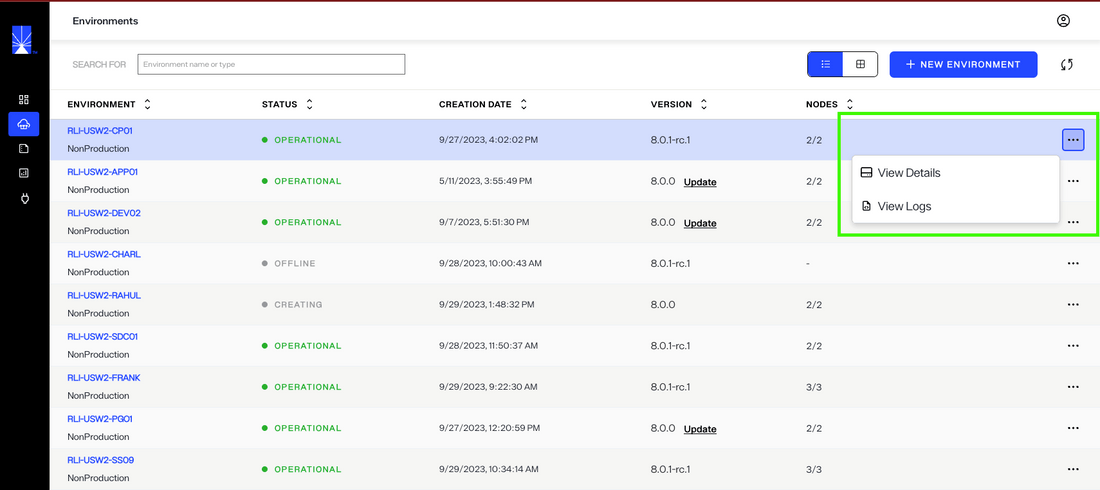 Environments
SEARCH FOR Environment name or type NEW ENVIRONMENT
ENVIRONMENT STATUS CREATION DATE VERSION NODES
RLI-USW2-CP01
NonProduction OPERATIONAL 9/27/2023, 4:02:02 PM 8.0.1-rc.1 2/2
View Details
View Logs
RLI-USW2-APP01
NonProduction OPERATIONAL 5/11/2023, 3:55:49 PM 8.0.0 Update 2/2
RLI-USW2-DEV02
NonProduction OPERATIONAL 9/7/2023, 5:51:30 PM 8.0.0 Update 2/2
RLI-USW2-CHARL
NonProduction OFFLINE 9/28/2023, 10:00:43 AM 8.0.1-rc.1 -
RLI-USW2-RAHUL
NonProduction CREATING 9/29/2023, 1:48:32 PM 8.0.0 2/2
RLI-USW2-SDC01
NonProduction OPERATIONAL 9/28/2023, 11:50:37 AM 8.0.1-rc.1 2/2
RLI-USW2-FRANK
NonProduction OPERATIONAL 9/29/2023, 9:22:30 AM 8.0.1-rc.1 3/3
RLI-USW2-PG01
NonProduction OPERATIONAL 9/27/2023, 12:20:59 PM 8.0.0 Update 2/2
RLI-USW2-SS09
NonProduction OPERATIONAL 9/29/2023, 10:34:14 AM 8.0.1-rc.1 3/3